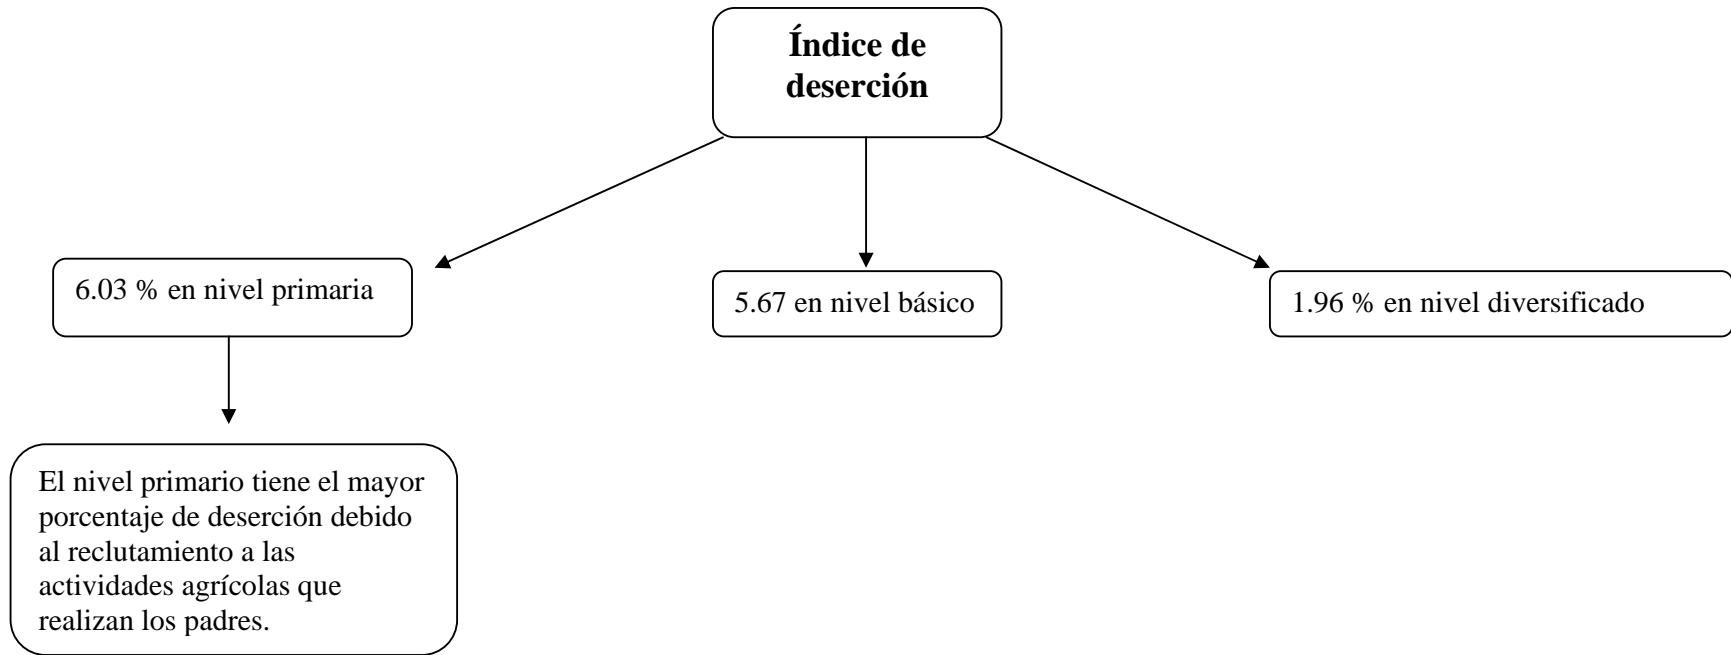 Índice de
deserción
6.03 % en nivel primaria
5.67 en nivel básico
1.96 % en nivel diversificado
El nivel primario tiene el mayor
porcentaje de deserción debido
al reclutamiento a las
actividades agrícolas que
realizan los padres.